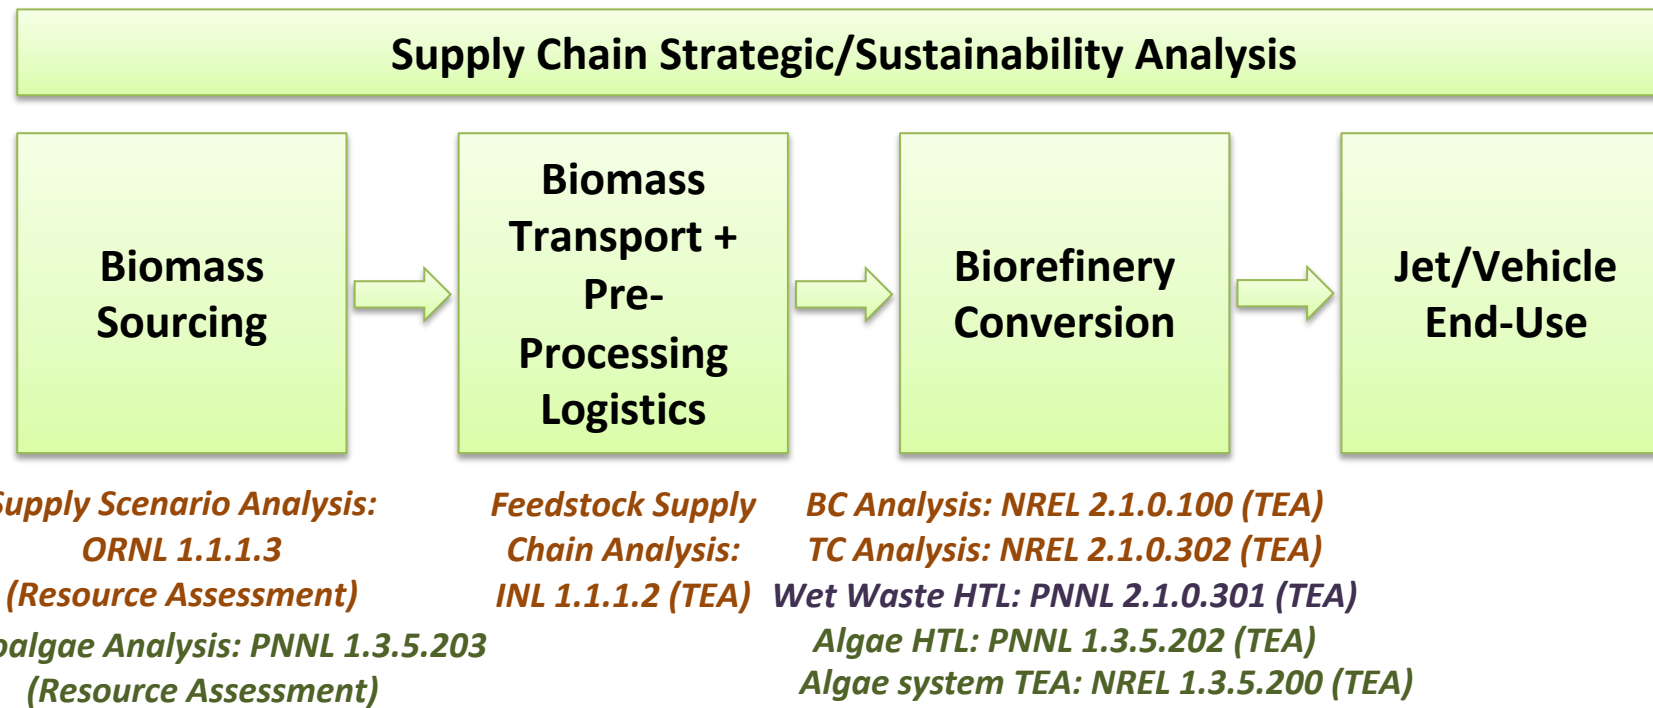 Supply Chain Strategic/Sustainability Analysis
Biomass
Sourcing
Biomass
Transport +
Pre-
Processing
Logistics
Biorefinery
Conversion
Jet/Vehicle
End-Use
Supply Scenario Analysis:
ORNL 1.1.1.3
(Resource Assessment)
oalgae Analysis: PNNL 1.3.5.203
(Resource Assessment)
Feedstock Supply
Chain Analysis:
INL 1.1.1.2 (TEA)
BC Analysis: NREL 2.1.0.100 (TEA)
TC Analysis: NREL 2.1.0.302 (TEA)
Wet Waste HTL: PNNL 2.1.0.301 (TEA)
Algae HTL: PNNL 1.3.5.202 (TEA)
Algae system TEA: NREL 1.3.5.200 (TEA)